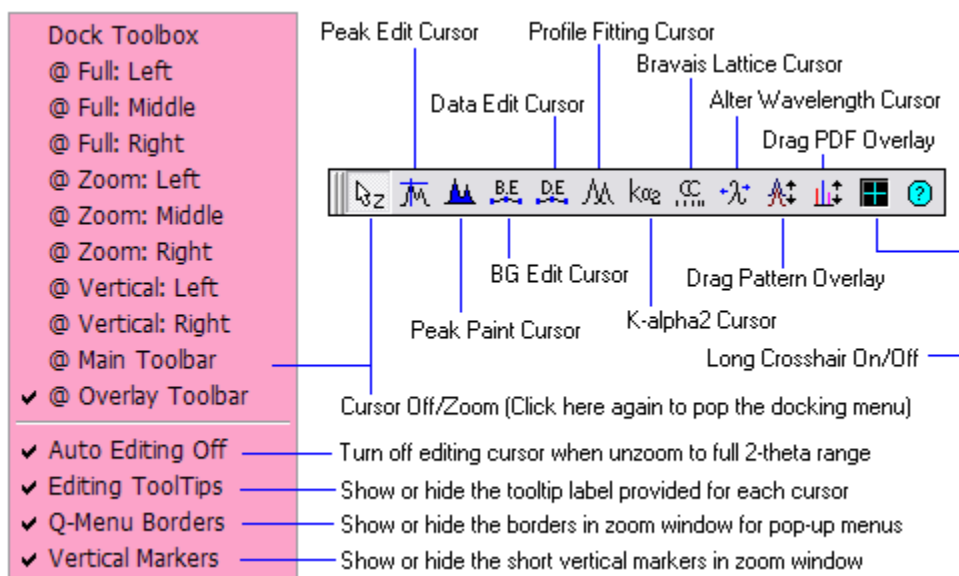 Dock Toolbox
@ Full: Left
@ Full: Middle
@ Full: Right
@ Zoom: Left
@ Zoom: Middle
@ Zoom: Right
@ Vertical: Left
@ Vertical: Right
@ Main Toolbar
✔ @ Overlay Toolbar
✔ Auto Editing Off
✔ Editing ToolTips
✔ Q-Menu Borders
✔ Vertical Markers
Peak Edit Cursor
Profile Fitting Cursor
Bravais Lattice Cursor
Data Edit Cursor
Alter Wavelength Cursor
Drag PDF Overlay
Z B.E D.E kα2 CC λ ?
BG Edit Cursor
Drag Pattern Overlay
Peak Paint Cursor
K-alpha2 Cursor
Long Crosshair On/Off
Cursor Off/Zoom (Click here again to pop the docking menu)
Turn off editing cursor when unzoom to full 2-theta range
Show or hide the tooltip label provided for each cursor
Show or hide the borders in zoom window for pop-up menus
Show or hide the short vertical markers in zoom window